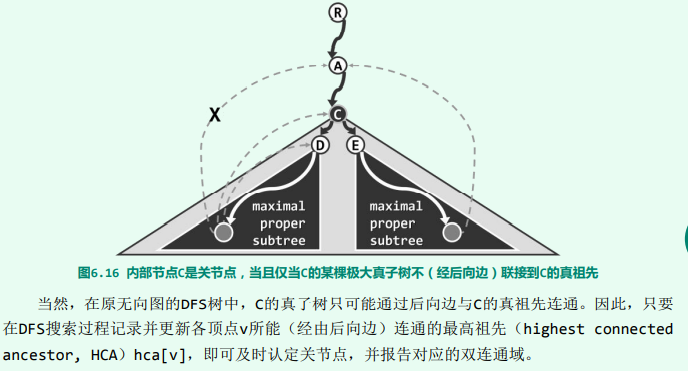 R
A
X
C
D
E
maximal
proper
subtree
maximal
proper
subtree
图6.16 内部节点C是关节点,当且仅当C的某棵极大真子树不(经后向边)联接到C的真祖先
当然,在原无向图的DFS树中,C的真了树只可能通过后向边与C的真祖先连通。因此,只要
在DFS搜索过程记录并更新各顶点v所能(经由后向边)连通的最高祖先(highest connected
ancestor, HCA)hca[v],即可及时认定关节点,并报告对应的双连通域。